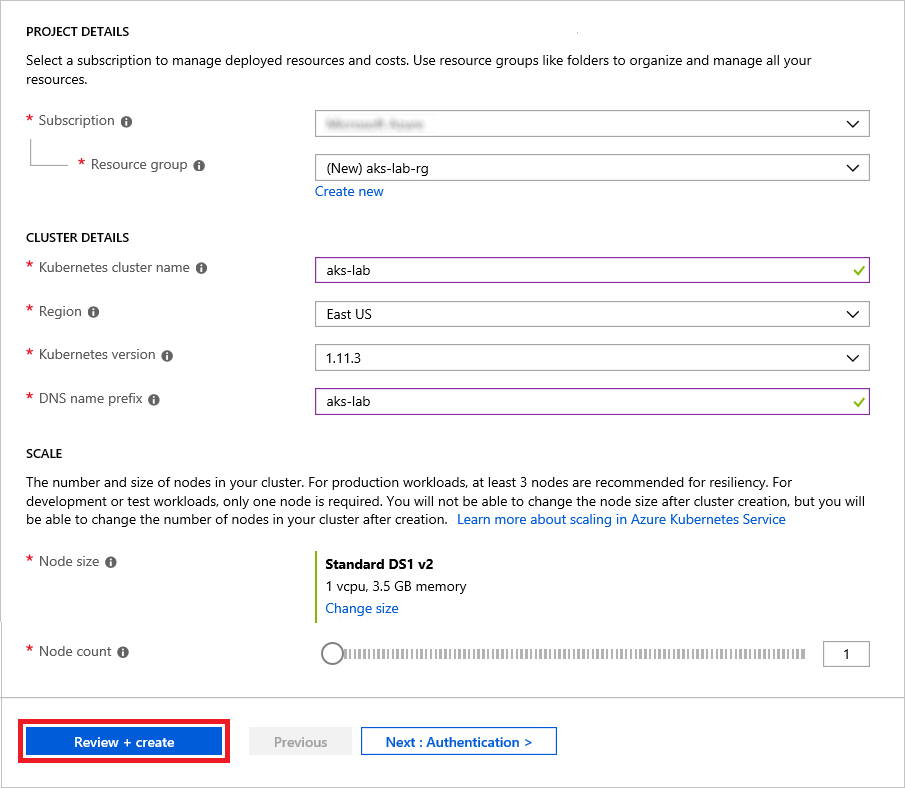 PROJECT DETAILS
Select a subscription to manage deployed resources and costs. Use resource groups like folders to organize and manage all your
resources.
* Subscription
* Resource group
(New) aks-lab-rg
Create new
CLUSTER DETAILS
* Kubernetes cluster name
aks-lab
* Region
East US
* Kubernetes version
1.11.3
* DNS name prefix
aks-lab
SCALE
The number and size of nodes in your cluster. For production workloads, at least 3 nodes are recommended for resiliency. For
development or test workloads, only one node is required. You will not be able to change the node size after cluster creation, but you will
be able to change the number of nodes in your cluster after creation. Learn more about scaling in Azure Kubernetes Service
* Node size
Standard DS1 v2
1 vcpu, 3.5 GB memory
Change size
* Node count
1
Review + create
Previous
Next : Authentication >